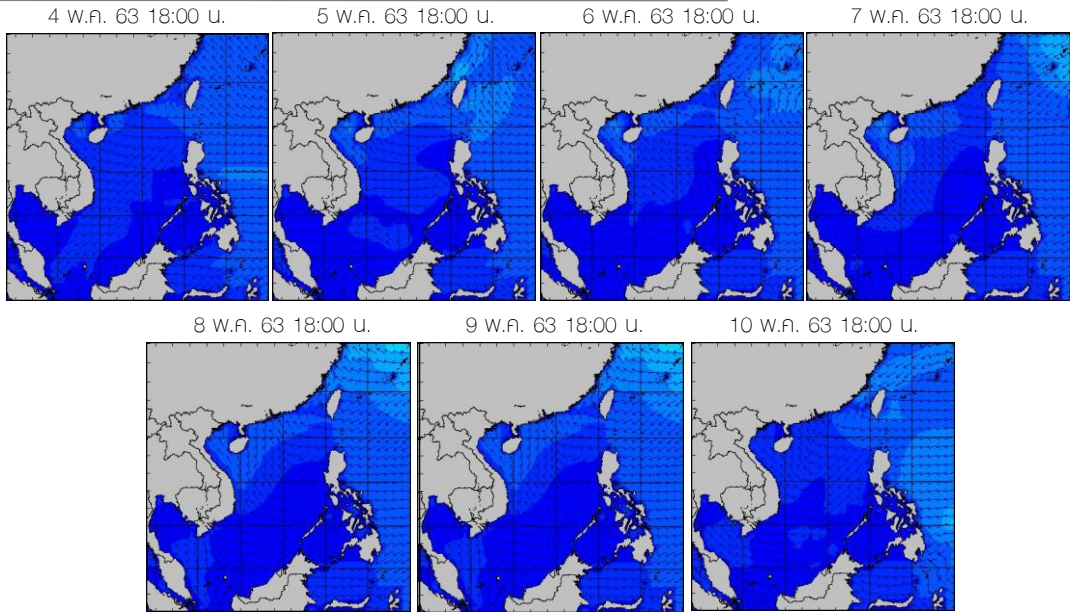 4 พ.ค. 63 18:00 น.
5 พ.ค. 63 18:00 น.
6 พ.ค. 63 18:00 น.
7 พ.ค. 63 18:00 น.
8 พ.ค. 63 18:00 น.
9 พ.ค. 63 18:00 น.
10 พ.ค. 63 18:00 น.